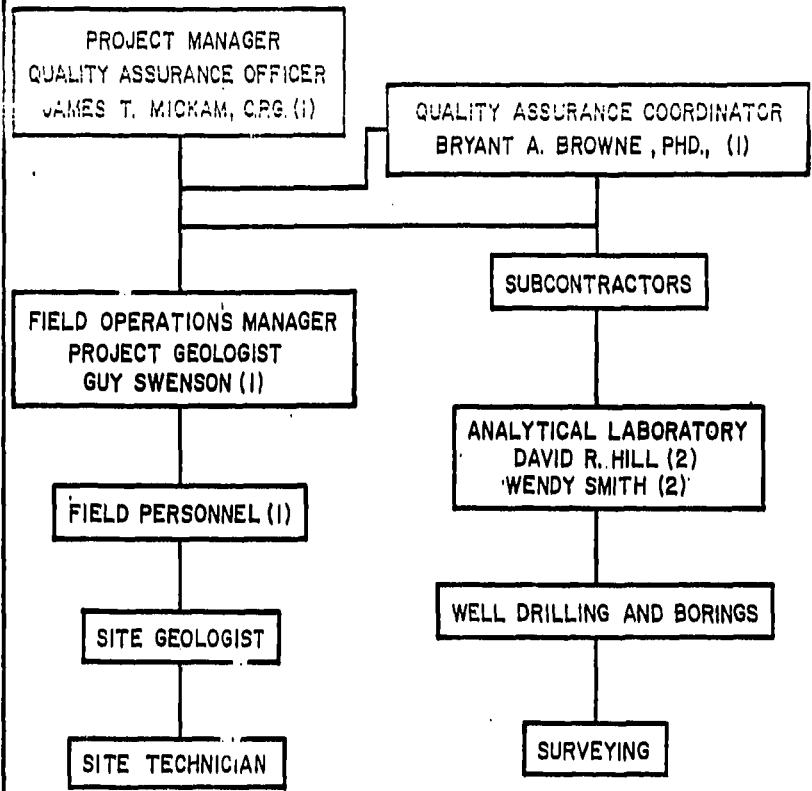 PROJECT MANAGER
QUALITY ASSURANCE OFFICER
JAMES T. MICKAM, C.P.G. (1)
QUALITY ASSURANCE COORDINATOR
BRYANT A. BROWNE, PHD., (1)
SUBCONTRACTORS
FIELD OPERATIONS MANAGER
PROJECT GEOLOGIST
GUY SWENSON (1)
ANALYTICAL LABORATORY
DAVID R. HILL (2)
WENDY SMITH (2)
FIELD PERSONNEL (1)
WELL DRILLING AND BORINGS
SITE GEOLOGIST
SURVEYING
SITE TECHNICIAN